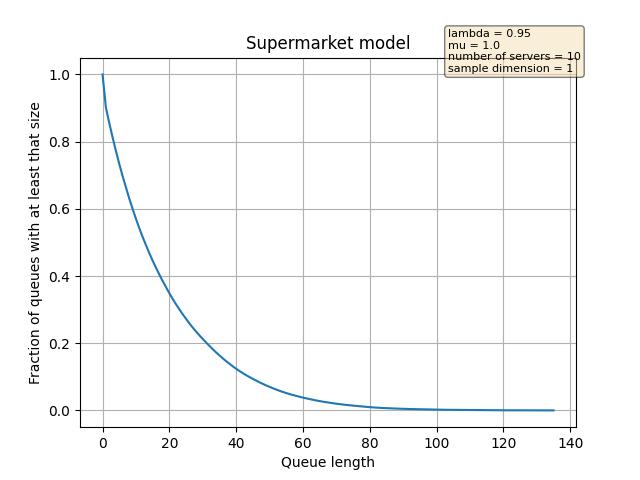 Supermarket model
lambda = 0.95
mu = 1.0
number of servers = 10
sample dimension = 1
Fraction of queues with at least that size
1.0
0.8
0.6
0.4
0.2
0.0
0 20 40 60 80 100 120 140
Queue length